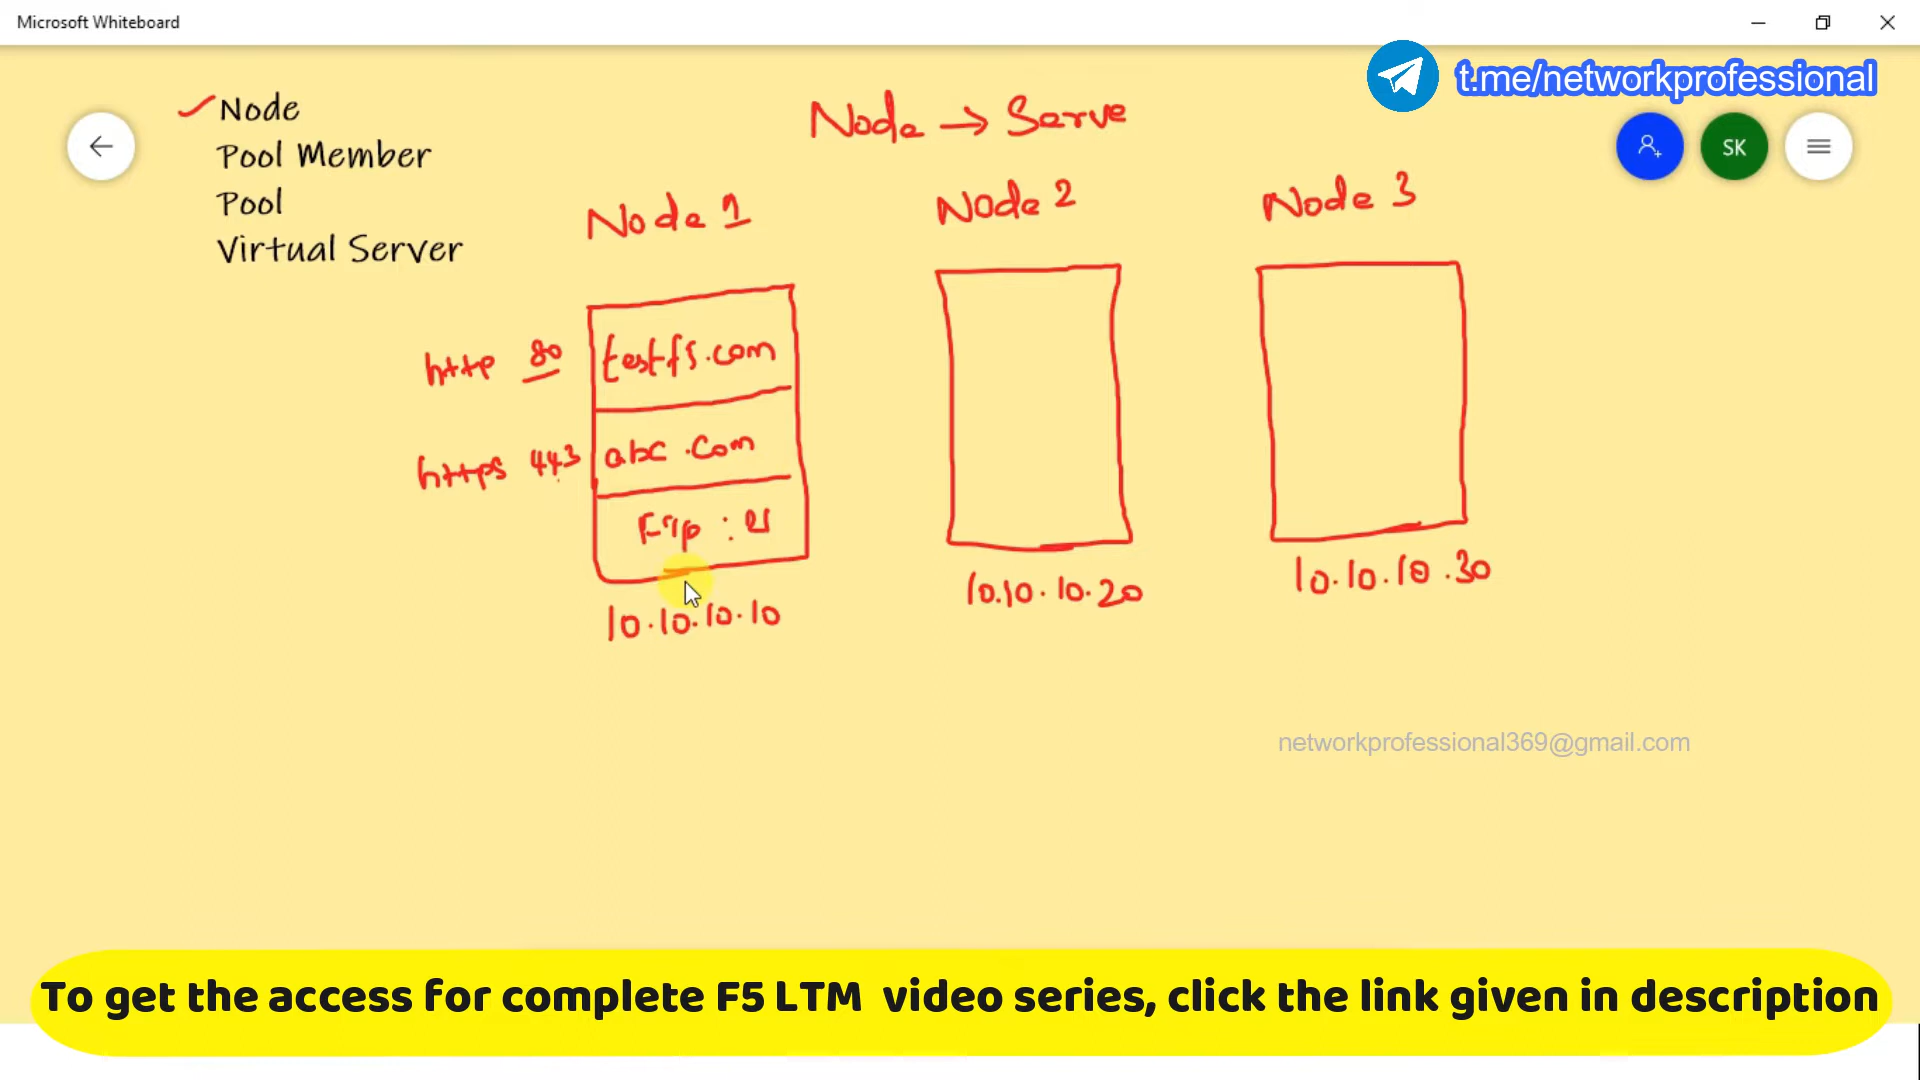 Microsoft Whiteboard
t.me/networkprofessional
Node
Pool Member
Pool
Virtual Server
Node → Serve
SK
Node 1
Node 2
Node 3
http 80
testf5.com
https 443
abc.com
Ftp : 21
10.10.10.10
10.10.10.20
10.10.10.30
networkprofessional369@gmail.com
To get the access for complete F5 LTM video series, click the link given in description